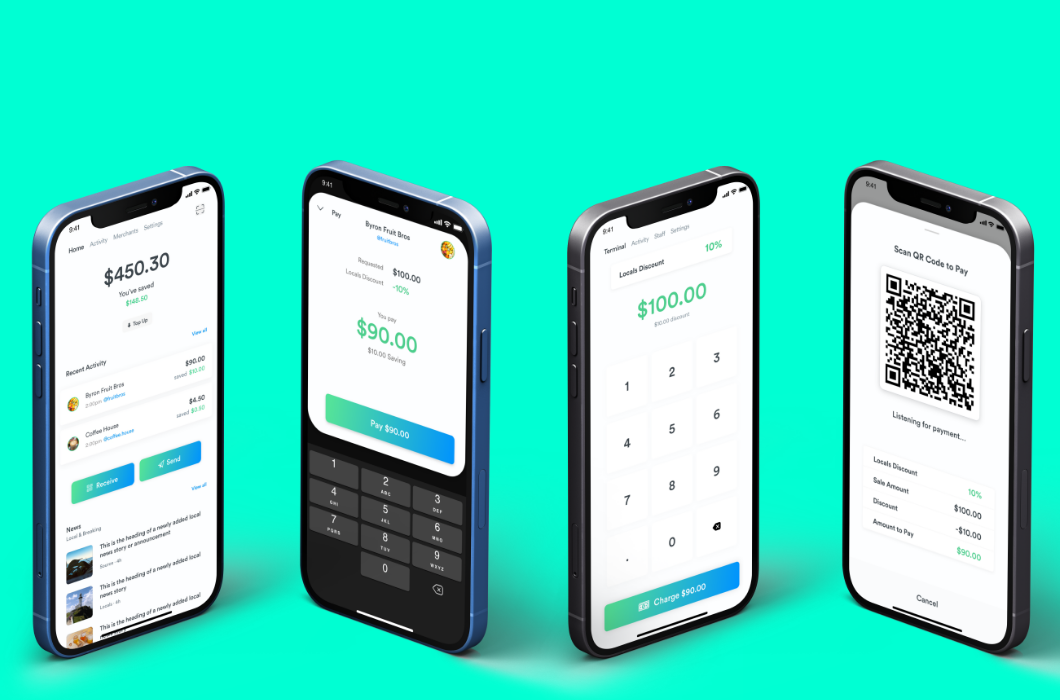 9:41
Home Activity Merchants Settings
$450.30
You've saved
$148.50
Top Up
View all
Recent Activity
Byron Fruit Bros
2:30pm @fruitbros
$90.00
saved $10.00
Coffee House
@coffee.house
$4.50
saved $0.50
Receive
Send
View all
News
Local & Breaking
This is the heading of a newly added local
news story or announcement
This is the heading of a newly added local
news story
This is the heading of a newly added local
9:41
Pay
Byron Fruit Bros
@fruitbros
Requested $100.00
Locals Discount -10%
You pay
$90.00
$10.00 Saving
Pay $90.00
1
2
ABC
3
DEF
4
GHI
5
JKL
6
MNO
7
PQRS
8
TUV
9
WXYZ
0
9:41
Terminal Activity Staff Settings
Locals Discount 10%
$100.00
$10.00 discount
1 2 3
4 5 6
7 8 9
. 0
Charge $90.00
9:41
Scan QR Code to Pay
Listening for payment...
Locals Discount 10%
Sale Amount $100.00
Discount -$10.00
Amount to Pay $90.00
Cancel